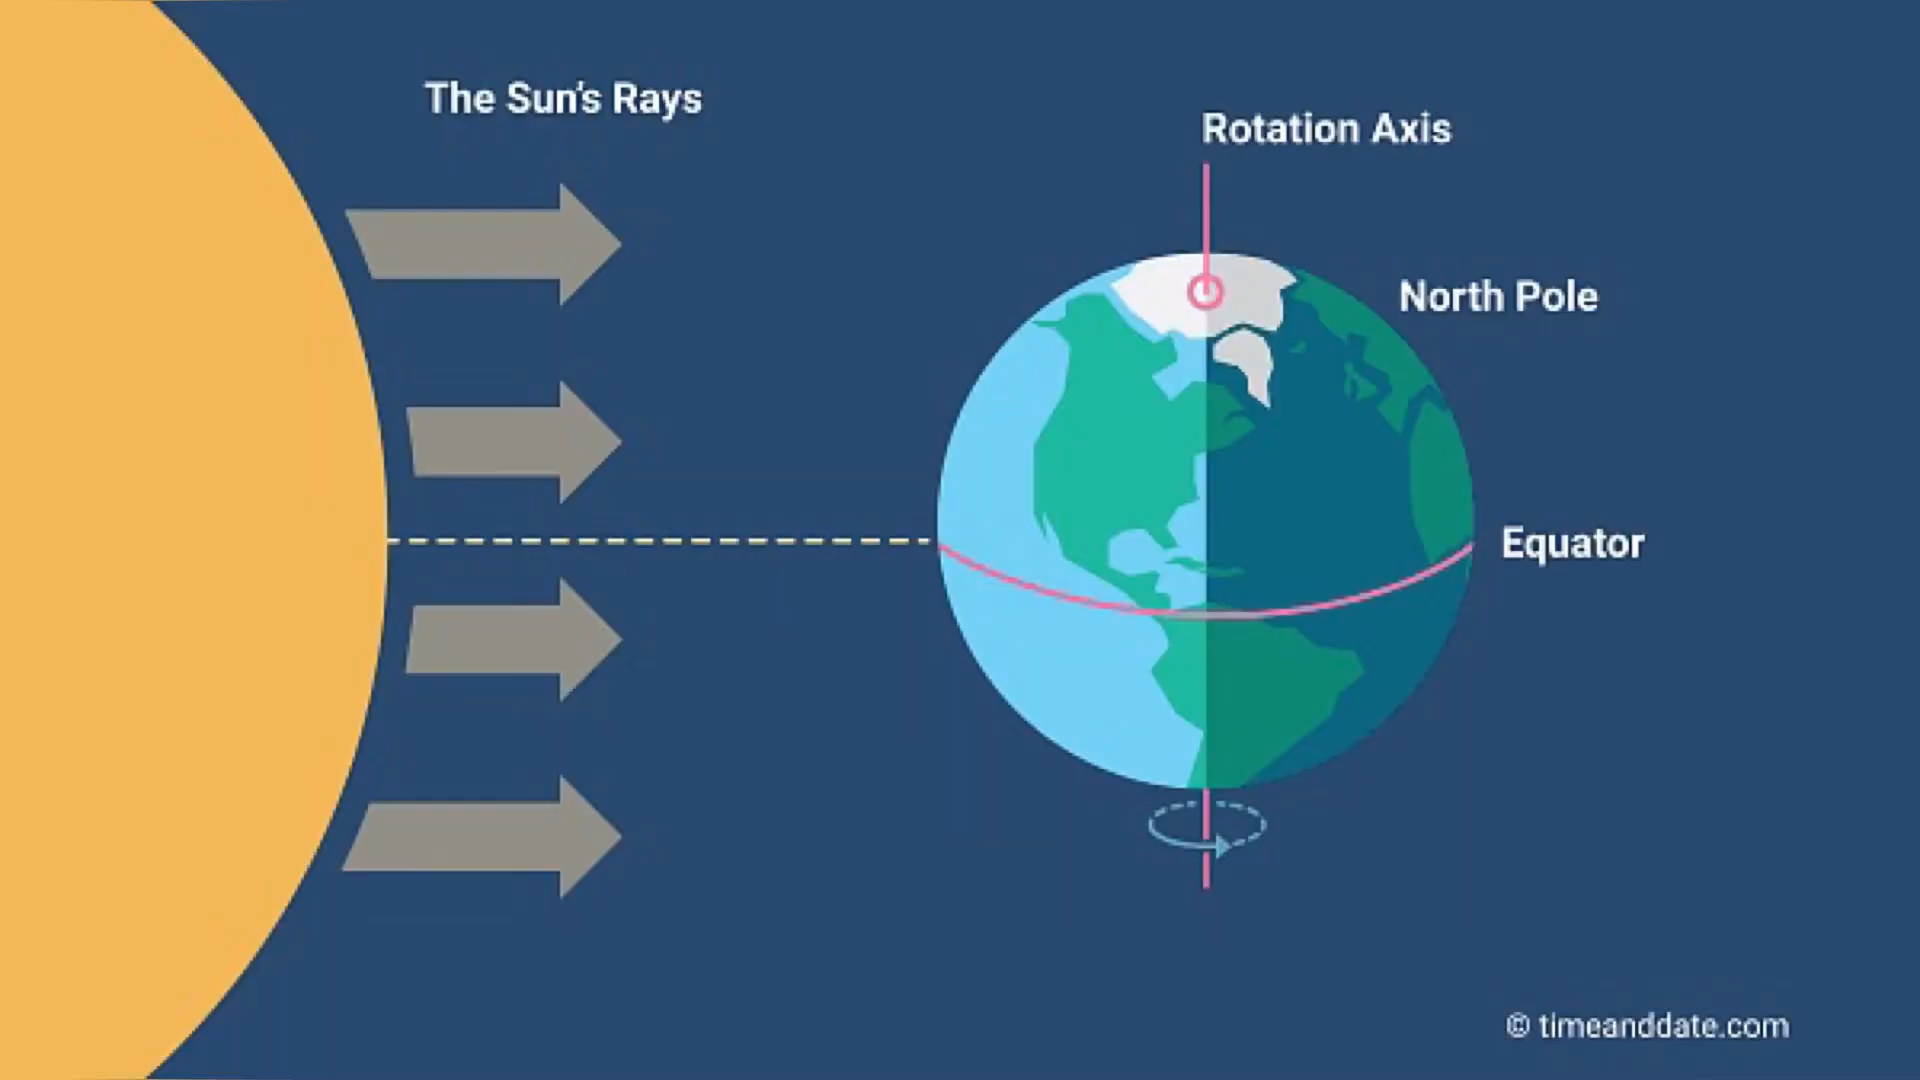 The Sun's Rays
Rotation Axis
North Pole
Equator
© timeanddate.com